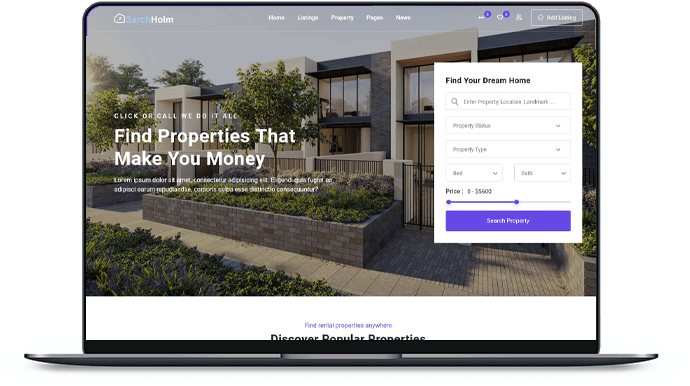 SerchHolm
Home Listings Property Pages News
Add Listing
CLICK OR CALL WE DO IT ALL
Find Properties That
Make You Money
Lorem ipsum dolor sit amet, consectetur adipisicing elit. Eligendi quia fugiat ex
adipisci earum repudiandae, corporis culpa esse distinctio consequuntur?
Find Your Dream Home
Enter Property, Location, Landmark ...
Property Status
Property Type
Bed Bath
Price : 0 - $5600
Search Property
Find rental properties anywhere
Discover Popular Properties